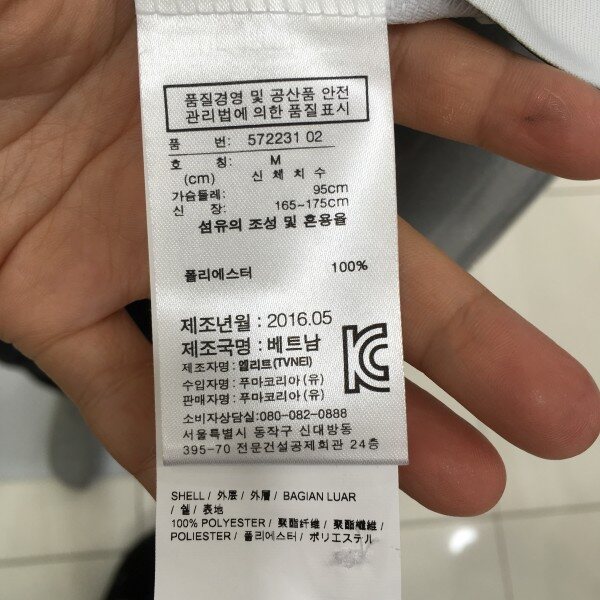 품질경영 및 공산품 안전
관리법에 의한 품질표시
품 번: 572231 02
호 칭: M
(cm) 신 체 치 수
가슴둘레: 95cm
신 장: 165~175cm
섬유의 조성 및 혼용율
폴리에스터 100%
제조년월 : 2016.05
제조국명 : 베트남
제조자명 : 엘리트(TVNEI)
수입자명 : 푸마코리아 (유)
판매자명 : 푸마코리아 (유)
소비자상담실:080-082-0888
서울특별시 동작구 신대방동
395-70 전문건설공제회관 24층
SHELL / 外层 / 外層 / BAGIAN LUAR
/ 쉘 / 表地
100% POLYESTER / 聚酯纤维 / 聚酯纖維 /
POLIESTER / 폴리에스터 / ポリエステル